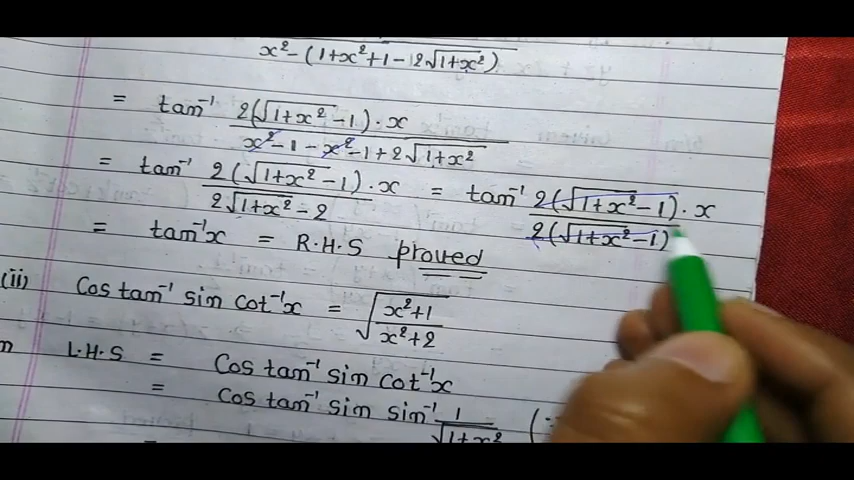 x² - (1+x²+1 - 2√(1+x²))
= tan⁻¹ 2(√(1+x²) - 1) · x / x² - 1 - x² - 1 + 2√(1+x²)
= tan⁻¹ 2(√(1+x²) - 1) · x / 2√(1+x²) - 2 = tan⁻¹ 2(√(1+x²) - 1) · x / 2(√(1+x²) - 1)
= tan⁻¹x = R.H.S proved
(ii) Cos tan⁻¹ sin cot⁻¹x = √(x²+1 / x²+2)
L.H.S = Cos tan⁻¹ sin cot⁻¹x
= Cos tan⁻¹ sin sin⁻¹ 1/√(1+x²) (∵